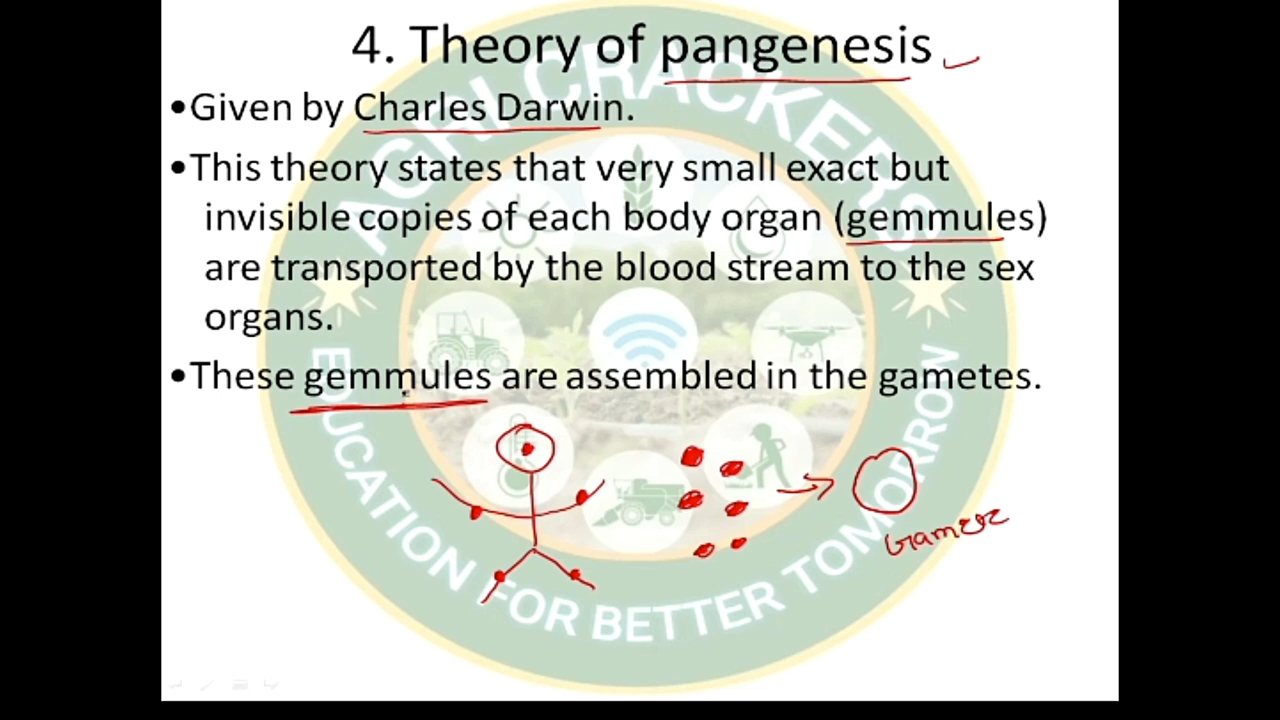 4. Theory of pangenesis
•Given by Charles Darwin.
•This theory states that very small exact but
invisible copies of each body organ (gemmules)
are transported by the blood stream to the sex
organs.
•These gemmules are assembled in the gametes.
Gamete
AGRI CRACKERS
EDUCATION FOR BETTER TOMORROW